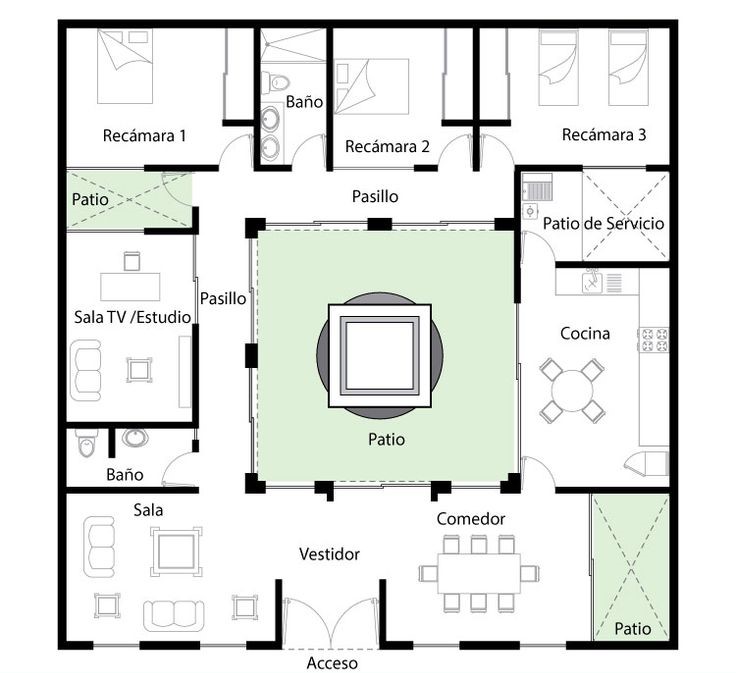 Baño
Recámara 1
Recámara 2
Recámara 3
Patio
Pasillo
Patio de Servicio
Pasillo
Sala TV /Estudio
Cocina
Patio
Baño
Sala
Comedor
Vestidor
Patio
Acceso